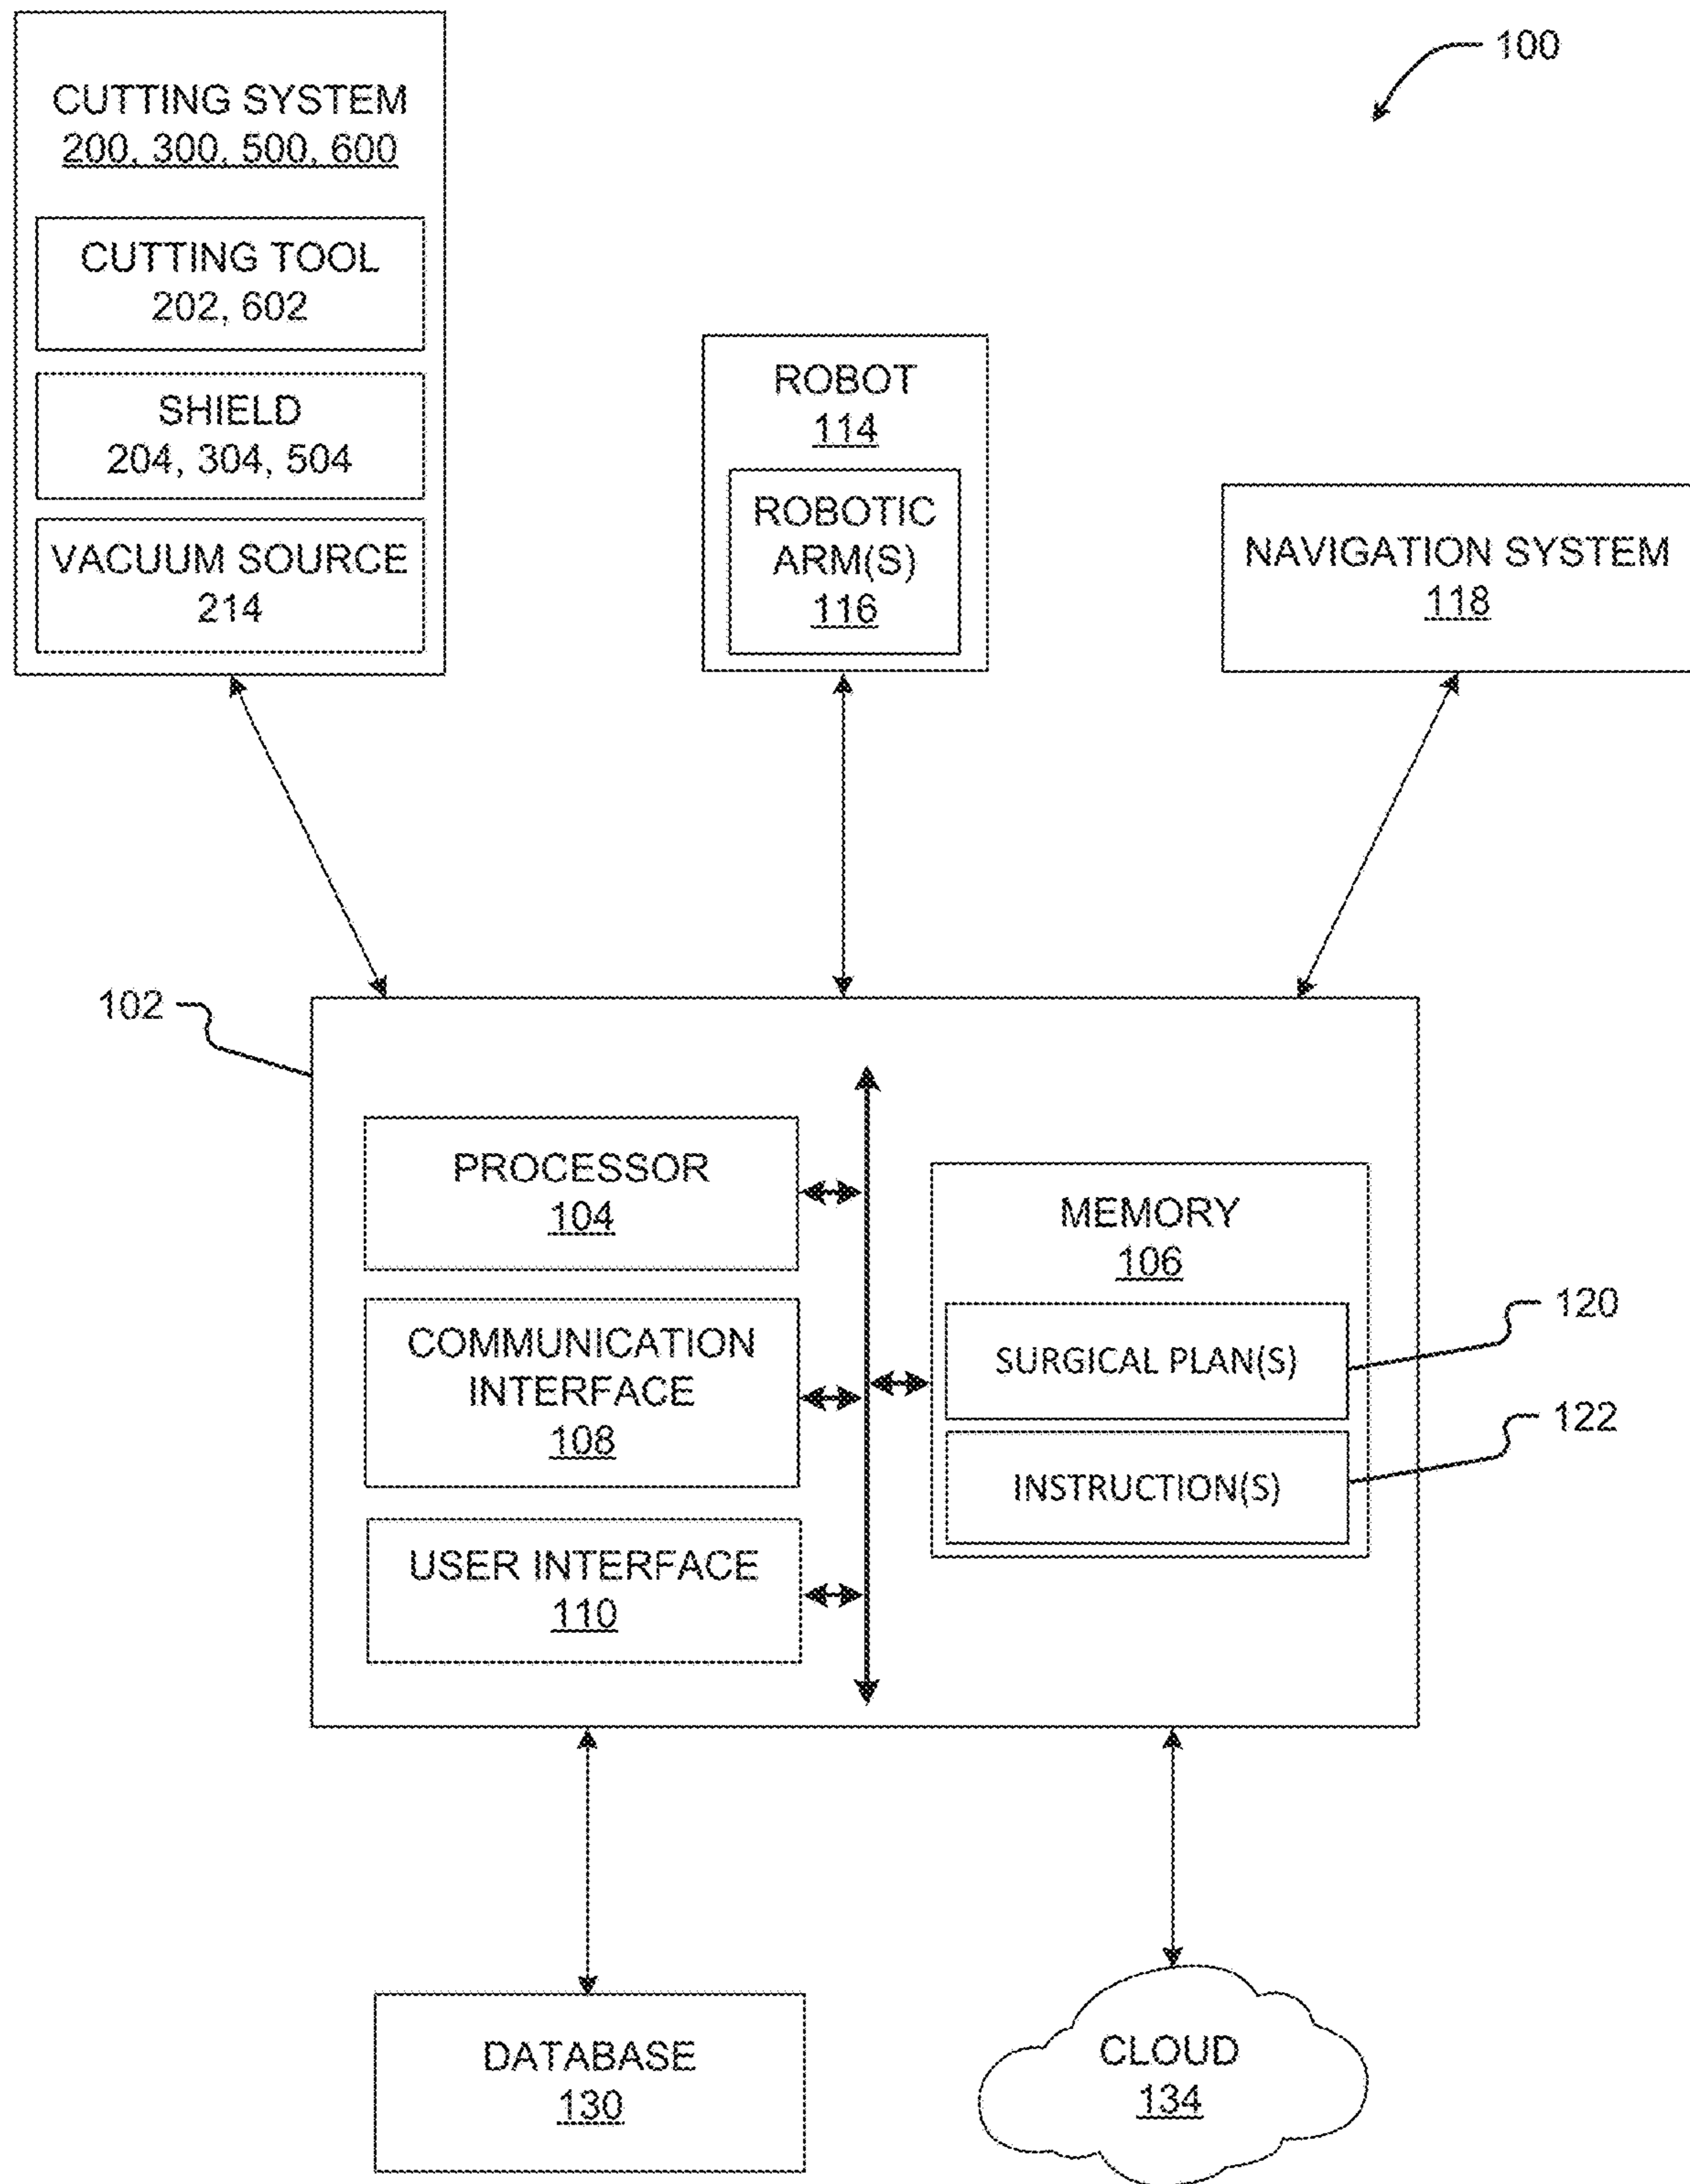 100
CUTTING SYSTEM
200, 300, 500, 600
CUTTING TOOL
202, 602
SHIELD
204, 304, 504
VACUUM SOURCE
214
ROBOT
114
ROBOTIC
ARM(S)
116
NAVIGATION SYSTEM
118
102
PROCESSOR
104
COMMUNICATION
INTERFACE
108
USER INTERFACE
110
MEMORY
106
SURGICAL PLAN(S)
120
INSTRUCTION(S)
122
DATABASE
130
CLOUD
134